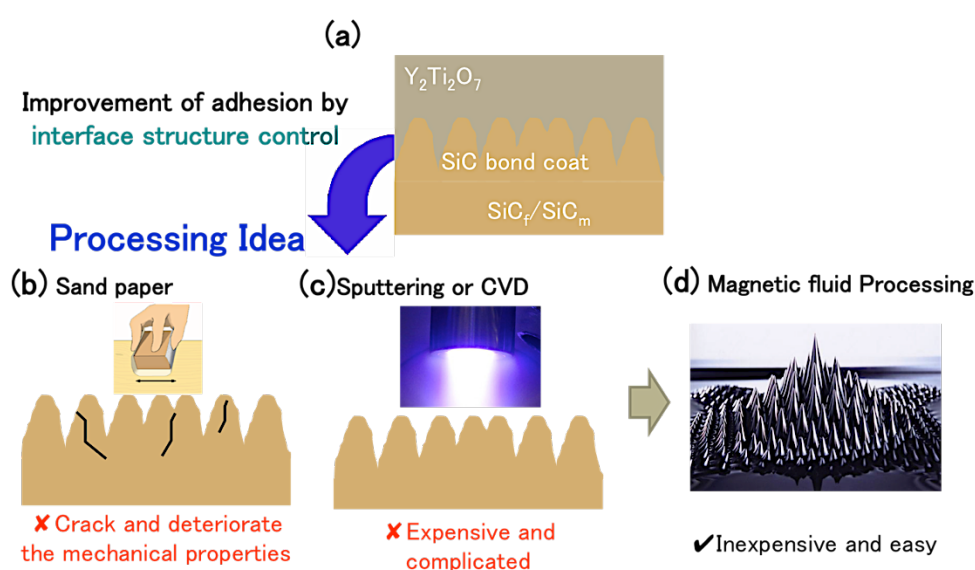 (a)
Y₂Ti₂O₇
Improvement of adhesion by
interface structure control
SiC bond coat
SiCf/SiCm
Processing Idea
(b) Sand paper
(c) Sputtering or CVD
(d) Magnetic fluid Processing
✘ Crack and deteriorate
the mechanical properties
✘ Expensive and
complicated
✔Inexpensive and easy